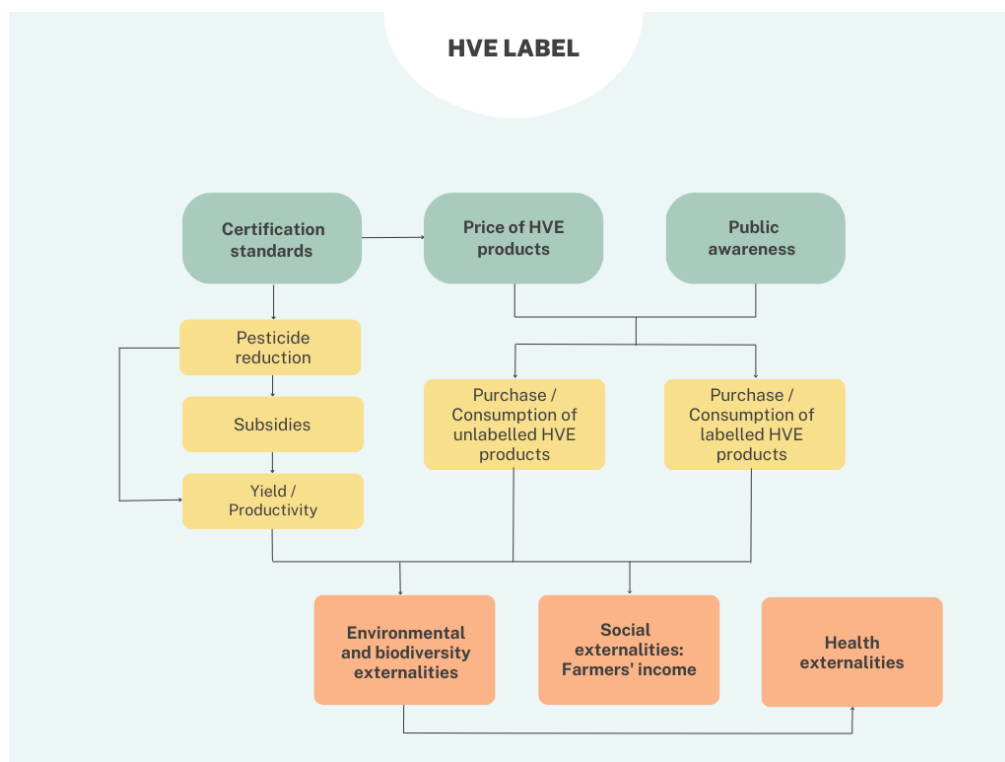 HVE LABEL
Certification
standards
Price of HVE
products
Public
awareness
Pesticide
reduction
Subsidies
Yield /
Productivity
Purchase /
Consumption of
unlabelled HVE
products
Purchase /
Consumption of
labelled HVE
products
Environmental
and biodiversity
externalities
Social
externalities:
Farmers' income
Health
externalities